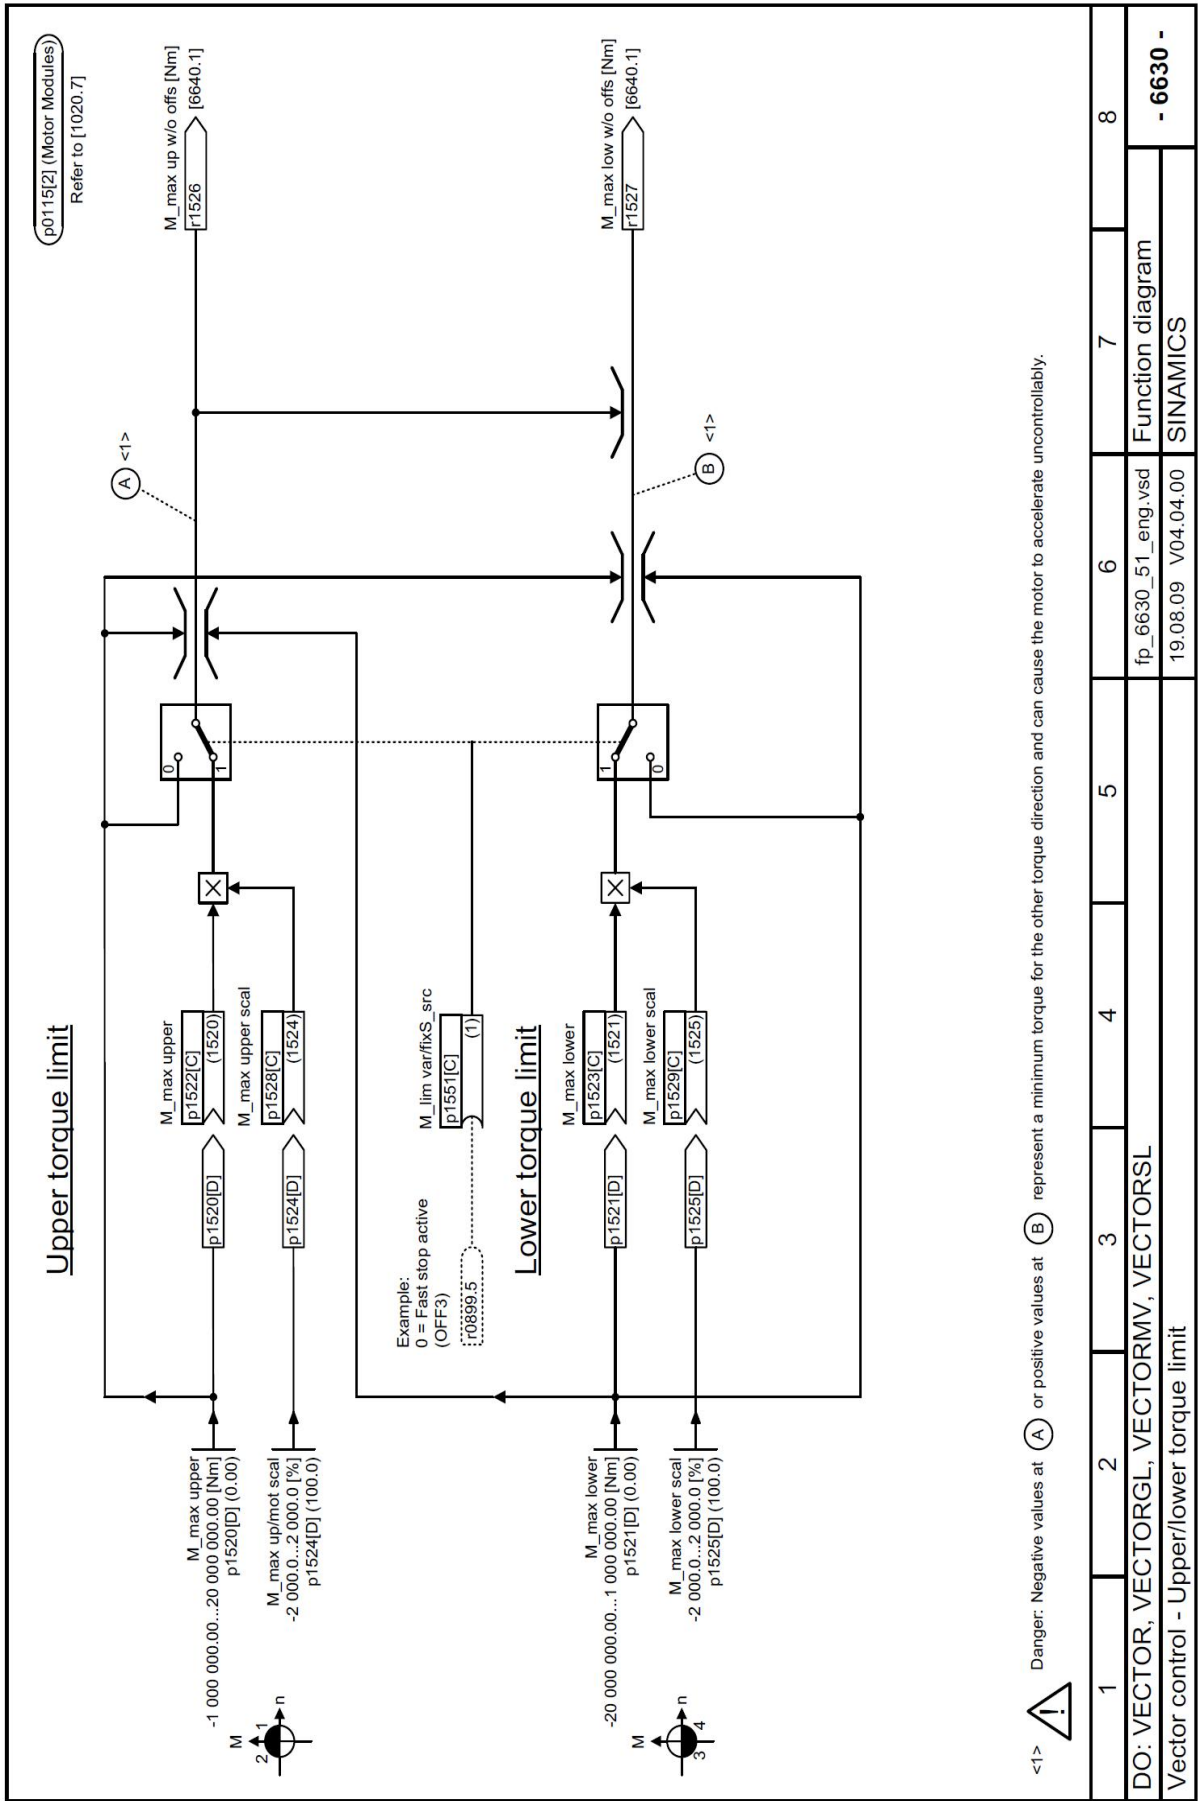 p0115[2] (Motor Modules)
Refer to [1020.7]
Upper torque limit
M_max upper
-1 000 000.00...20 000 000.00 [Nm]
p1520[D] (0.00)
p1520[D]
M_max upper
p1522[C]
(1520)
M_max up/mot scal
-2 000.0...2 000.0 [%]
p1524[D] (100.0)
p1524[D]
M_max upper scal
p1528[C]
(1524)
0
1
A <1>
M_max up w/o offs [Nm]
r1526
[6640.1]
M
2 1
n
Example:
0 = Fast stop active
(OFF3)
r0899.5
M_lim var/fixS_src
p1551[C]
(1)
Lower torque limit
M_max lower
-20 000 000.00...1 000 000.00 [Nm]
p1521[D] (0.00)
p1521[D]
M_max lower
p1523[C]
(1521)
M_max lower scal
-2 000.0...2 000.0 [%]
p1525[D] (100.0)
p1525[D]
M_max lower scal
p1529[C]
(1525)
1
0
B <1>
M_max low w/o offs [Nm]
r1527
[6640.1]
M
n
3 4
<1> ! Danger: Negative values at A or positive values at B represent a minimum torque for the other torque direction and can cause the motor to accelerate uncontrollably.
1 2 3 4 5 6 7 8
DO: VECTOR, VECTORGL, VECTORMV, VECTORSL
fp_6630_51_eng.vsd
Function diagram
- 6630 -
Vector control - Upper/lower torque limit
19.08.09 V04.04.00
SINAMICS